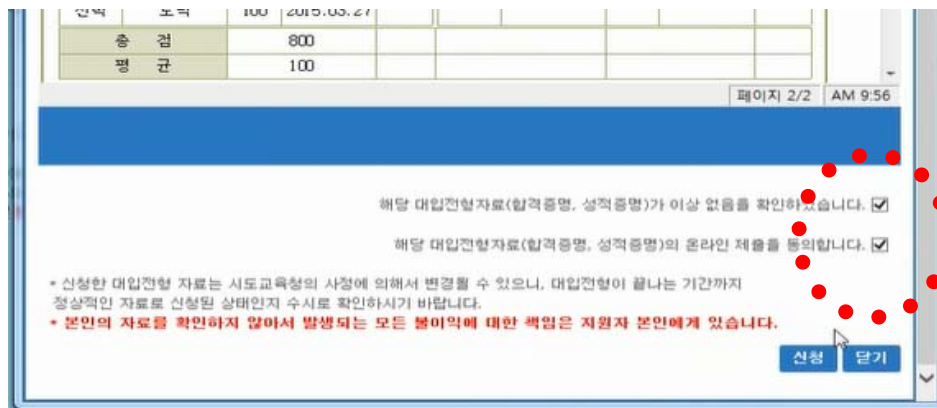 선택 도덕 100 2015.03.27
총 점 800
평 균 100
페이지 2/2 AM 9:56
해당 대입전형자료(합격증명, 성적증명)가 이상 없음을 확인하였습니다.
해당 대입전형자료(합격증명, 성적증명)의 온라인 제출을 동의합니다.
* 신청한 대입전형 자료는 시도교육청의 사정에 의해서 변경될 수 있으니, 대입전형이 끝나는 기간까지
정상적인 자료로 신청된 상태인지 수시로 확인하시기 바랍니다.
* 본인의 자료를 확인하지 않아서 발생되는 모든 불이익에 대한 책임은 지원자 본인에게 있습니다.
신청 닫기